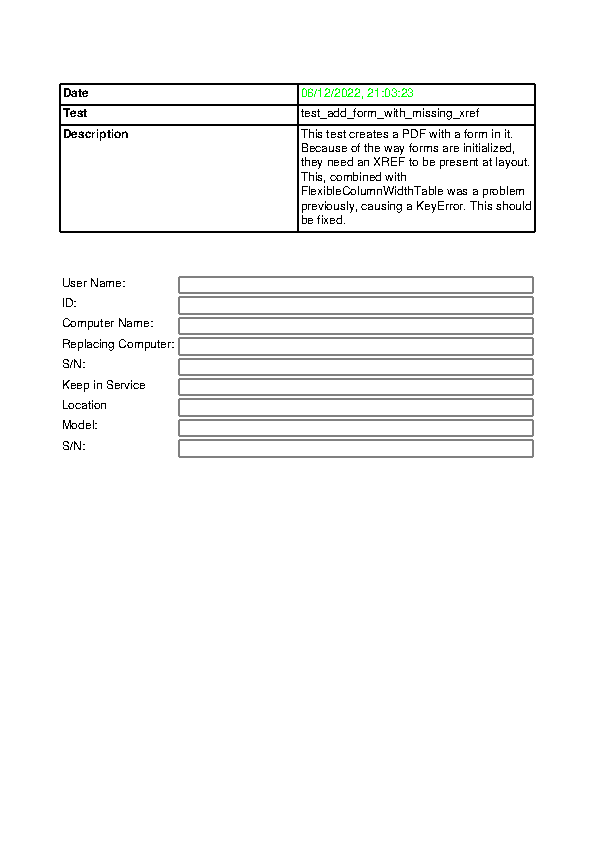 Date 06/12/2022, 21:03:23
Test test_add_form_with_missing_xref
Description This test creates a PDF with a form in it.
Because of the way forms are initialized,
they need an XREF to be present at layout.
This, combined with
FlexibleColumnWidthTable was a problem
previously, causing a KeyError. This should
be fixed.
User Name:
ID:
Computer Name:
Replacing Computer:
S/N:
Keep in Service
Location
Model:
S/N: